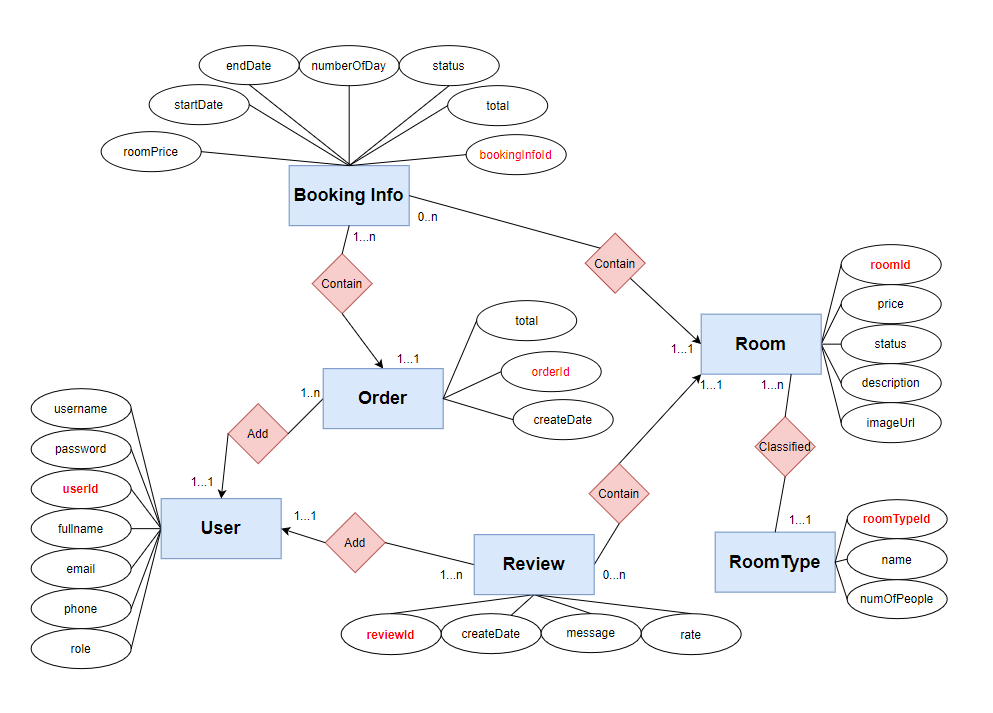 endDate
numberOfDay
status
startDate
total
roomPrice
bookingInfoId
Booking Info
0..n
1...n
Contain
Contain
roomId
price
status
description
imageUrl
Room
1...1
1...1
1...n
total
orderId
createDate
1...1
Order
1..n
Add
1...1
Classified
username
password
userId
fullname
email
phone
role
User
1...1
Add
1...n
Contain
Review
0...n
reviewId
createDate
message
rate
1...1
RoomType
roomTypeId
name
numOfPeople